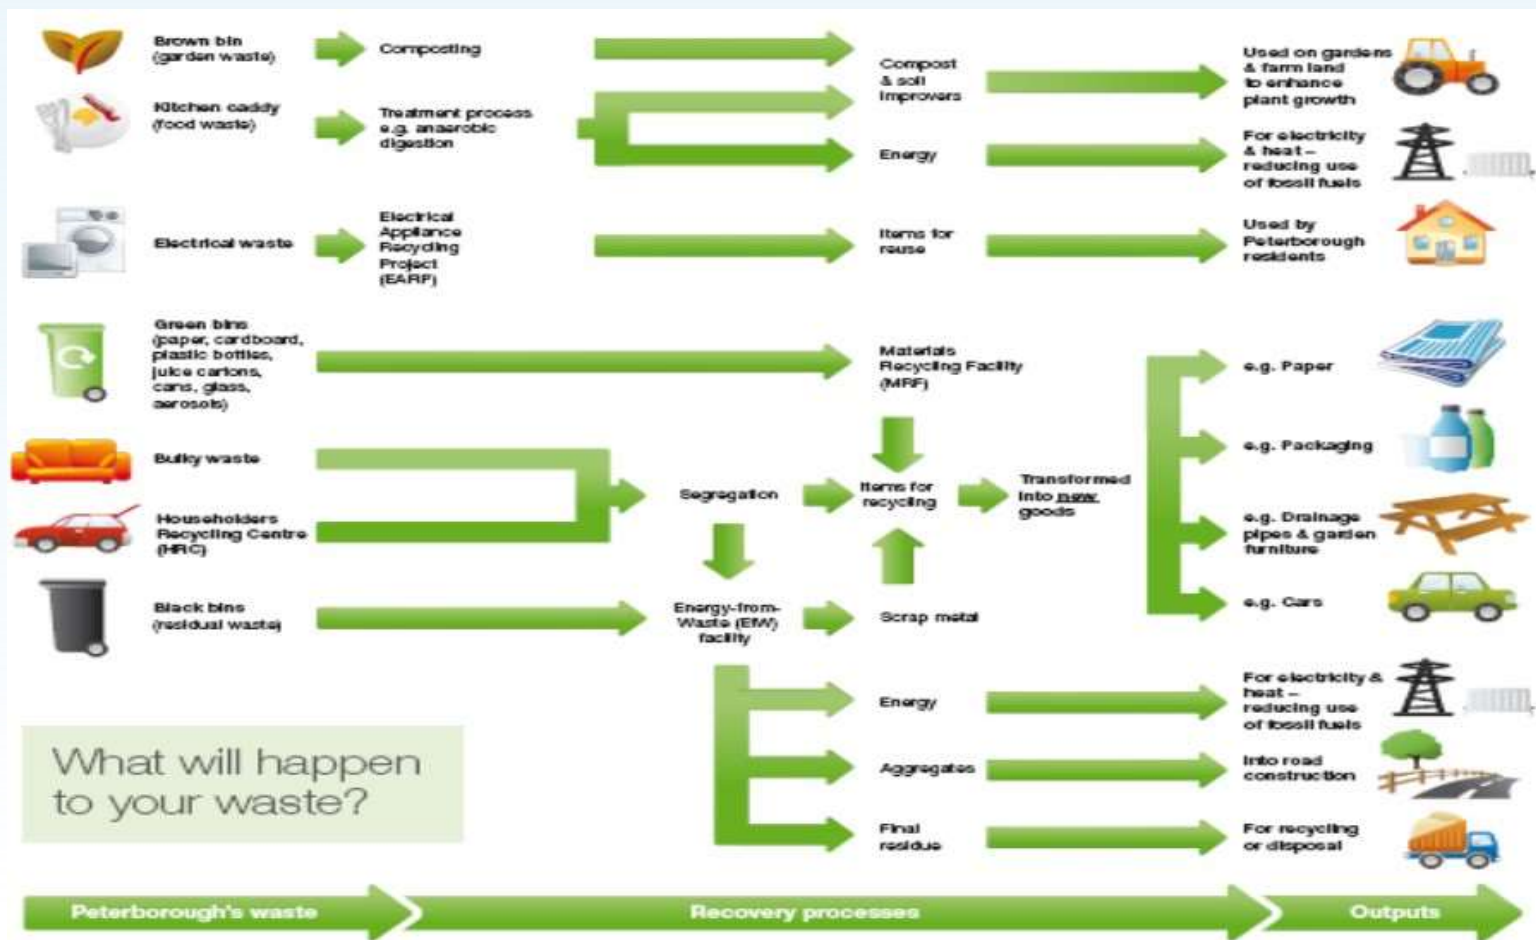 Brown bin
(garden waste)
Composting
Compost
& soil
improvers
Used on gardens
& farm land
to enhance
plant growth
Kitchen caddy
(food waste)
Treatment process
e.g. anaerobic
digestion
Energy
For electricity
& heat –
reducing use
of fossil fuels
Electrical waste
Electrical
Appliance
Recycling
Project
(EARP)
Items for
reuse
Used by
Peterborough
residents
Green bins
(paper, cardboard,
plastic bottles,
juice cartons,
cans, glass,
aerosols)
Materials
Recycling Facility
(MRF)
e.g. Paper
Bulky waste
e.g. Packaging
Segregation
Items for
recycling
Transformed
into new
goods
Householders
Recycling Centre
(HRC)
e.g. Drainage
pipes & garden
furniture
e.g. Cars
Black bins
(residual waste)
Energy-from-
Waste (EfW)
facility
Scrap metal
Energy
For electricity &
heat –
reducing use
of fossil fuels
Aggregates
Into road
construction
Final
residue
For recycling
or disposal
What will happen
to your waste?
Peterborough's waste
Recovery processes
Outputs